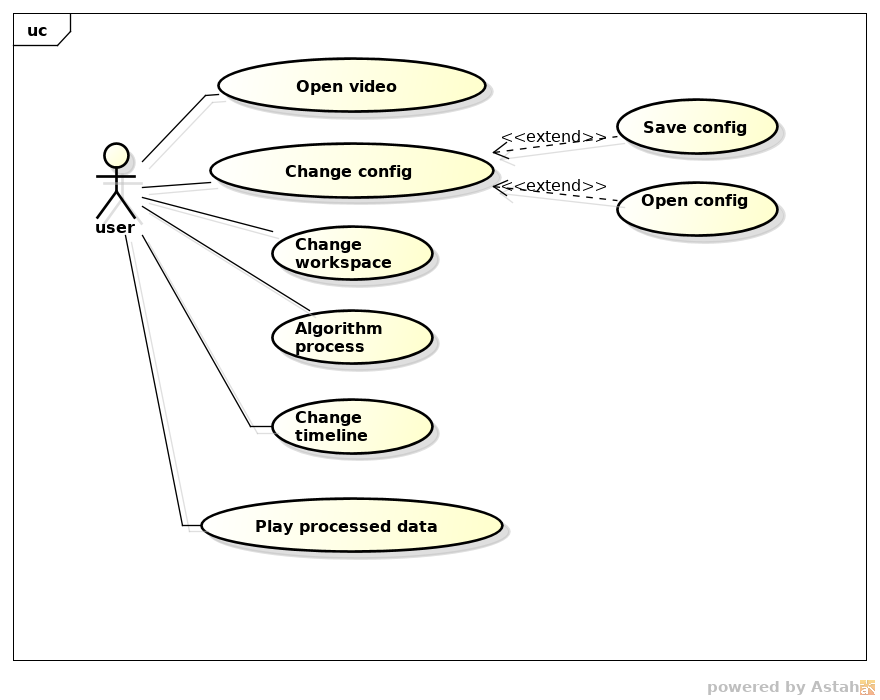 uc
Open video
<<extend>>
Save config
Change config
<<extend>>
Open config
user
Change
workspace
Algorithm
process
Change
timeline
Play processed data
powered by Astah